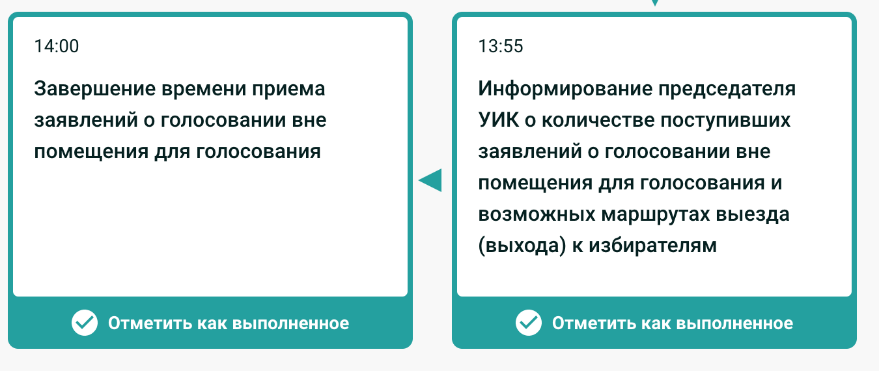 14:00
Завершение времени приема
заявлений о голосовании вне
помещения для голосования
Отметить как выполненное
13:55
Информирование председателя
УИК о количестве поступивших
заявлений о голосовании вне
помещения для голосования и
возможных маршрутах выезда
(выхода) к избирателям
Отметить как выполненное